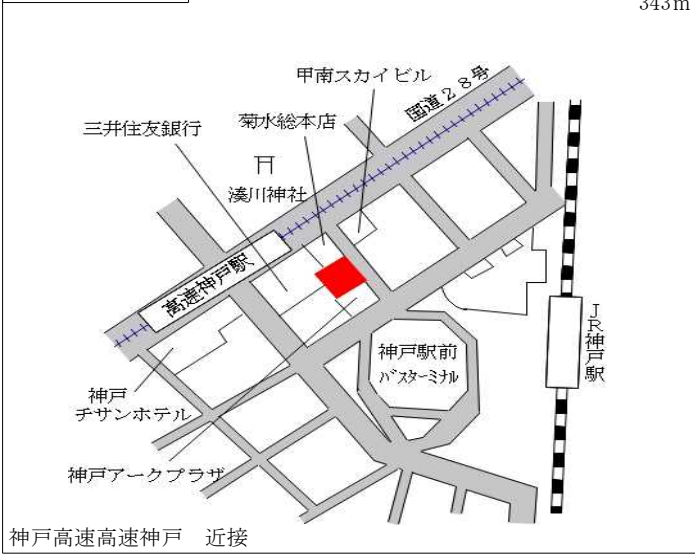 343m
甲南スカイビル
国道28号
三井住友銀行
菊水総本店
湊川神社
高速神戸駅
JR神戸駅
神戸駅前
バスターミナル
神戸
チサンホテル
神戸アークプラザ
神戸高速高速神戸　近接